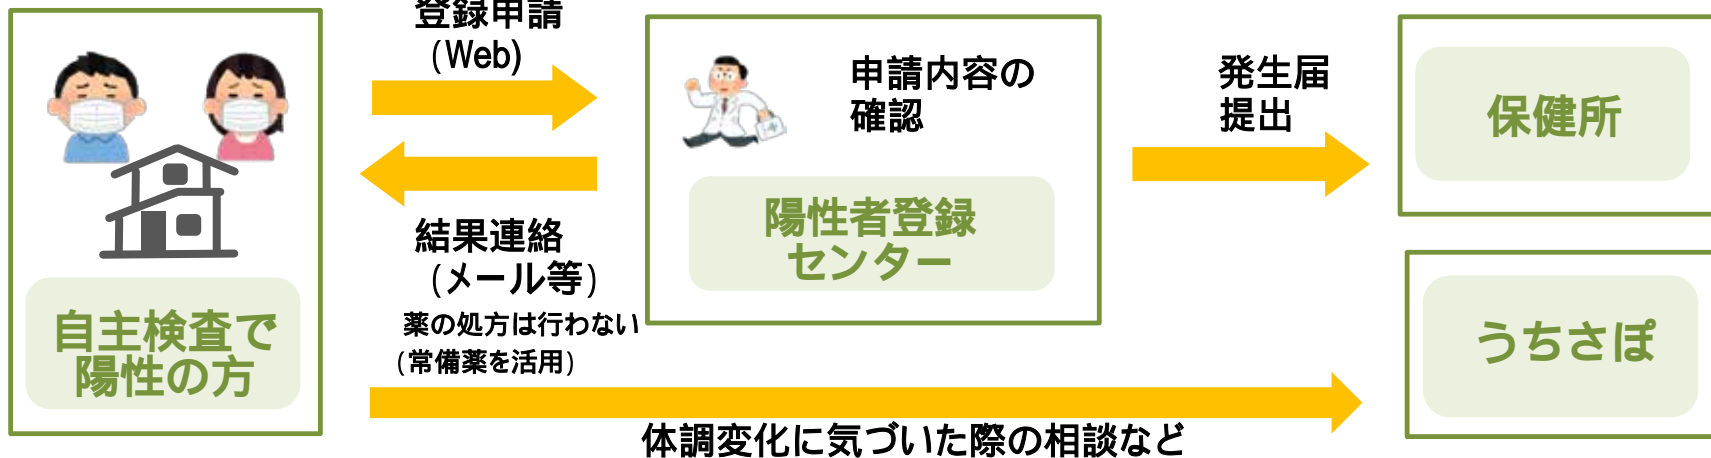 登録申請
(Web)
申請内容の
確認
発生届
提出
保健所
陽性者登録
センター
結果連絡
(メール等)
薬の処方は行わない
(常備薬を活用)
自主検査で
陽性の方
うちさぽ
体調変化に気づいた際の相談など